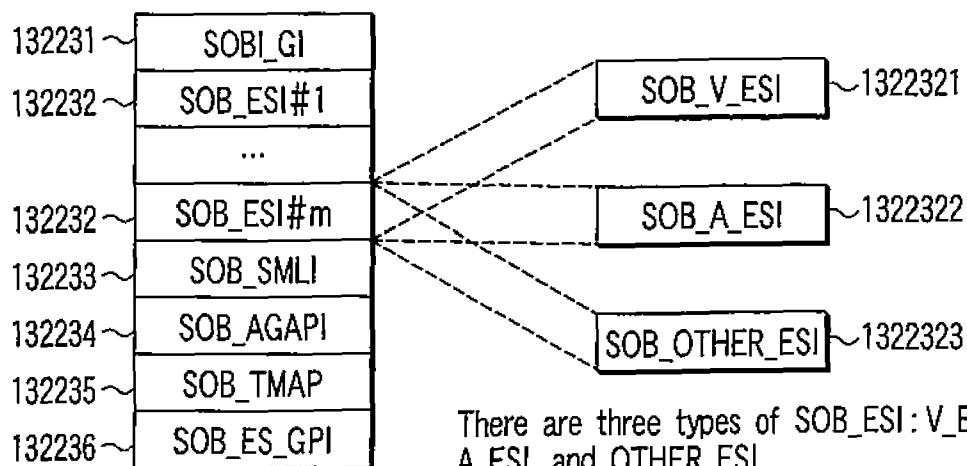 132231 SOBI_GI
132232 SOB_ESI#1
...
132232 SOB_ESI#m
132233 SOB_SMLI
132234 SOB_AGAPI
132235 SOB_TMAP
132236 SOB_ES_GPI
SOB_V_ESI 1322321
SOB_A_ESI 1322322
SOB_OTHER_ESI 1322323
There are three types of SOB_ESI: V_E
A_ESI and OTHER_ESI